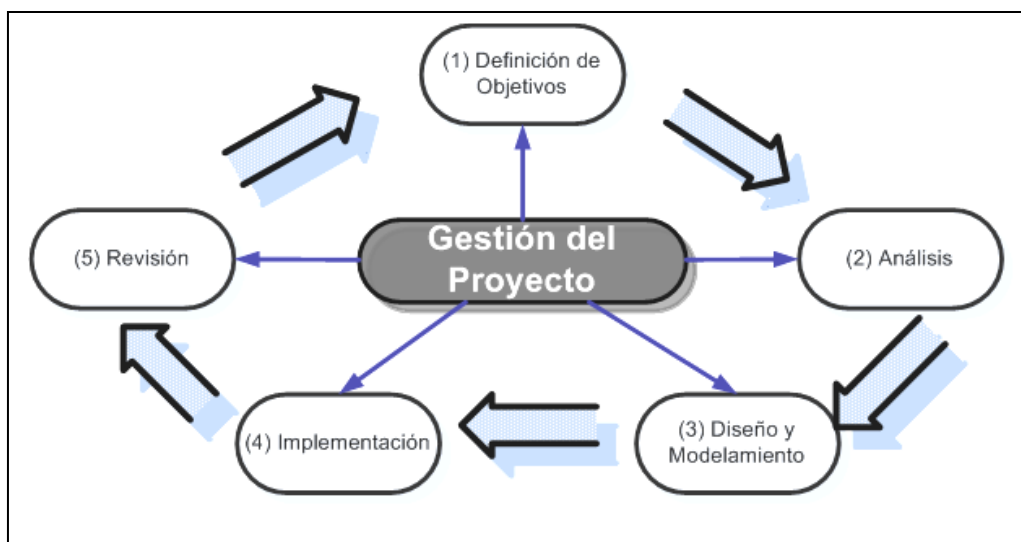 (1) Definición de
Objetivos
Gestión del
Proyecto
(5) Revisión
(2) Análisis
(4) Implementación
(3) Diseño y
Modelamiento